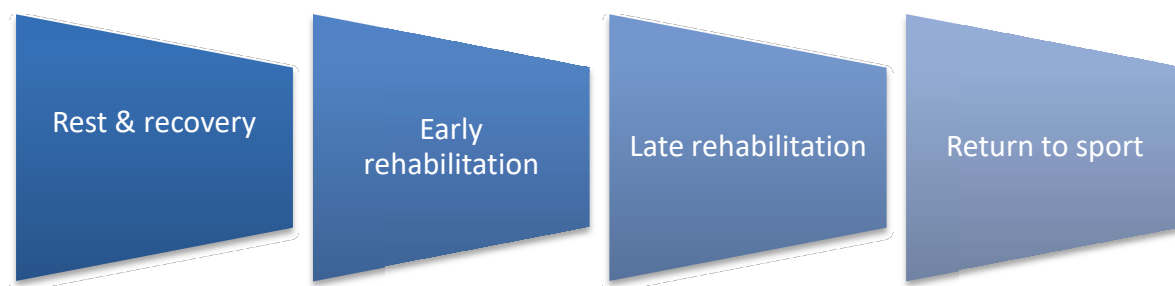 Rest & recovery
Early
rehabilitation
Late rehabilitation
Return to sport